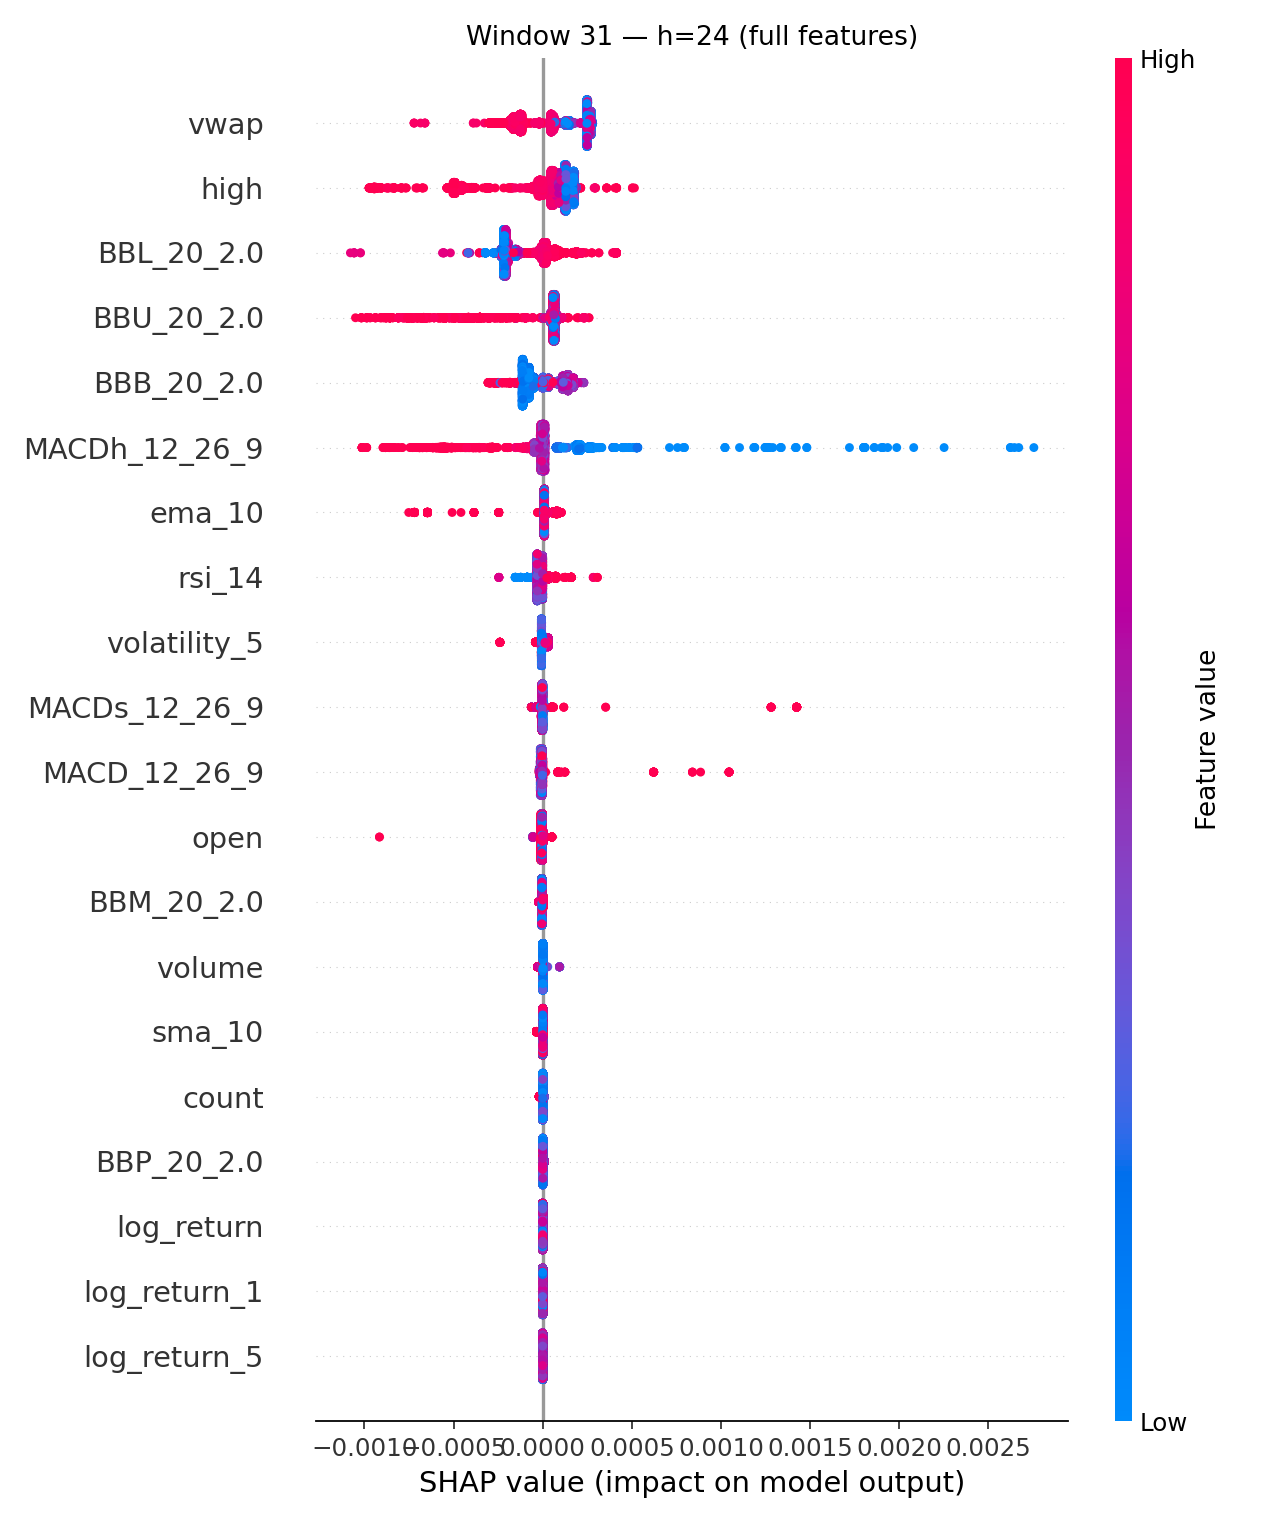 Window 31 — h=24 (full features)
High
vwap
high
BBL_20_2.0
BBU_20_2.0
BBB_20_2.0
MACDh_12_26_9
ema_10
rsi_14
volatility_5
MACDs_12_26_9
MACD_12_26_9
open
BBM_20_2.0
volume
sma_10
count
BBP_20_2.0
log_return
log_return_1
log_return_5
Feature value
Low
−0.0010 −0.0005 0.0000 0.0005 0.0010 0.0015 0.0020 0.0025
SHAP value (impact on model output)